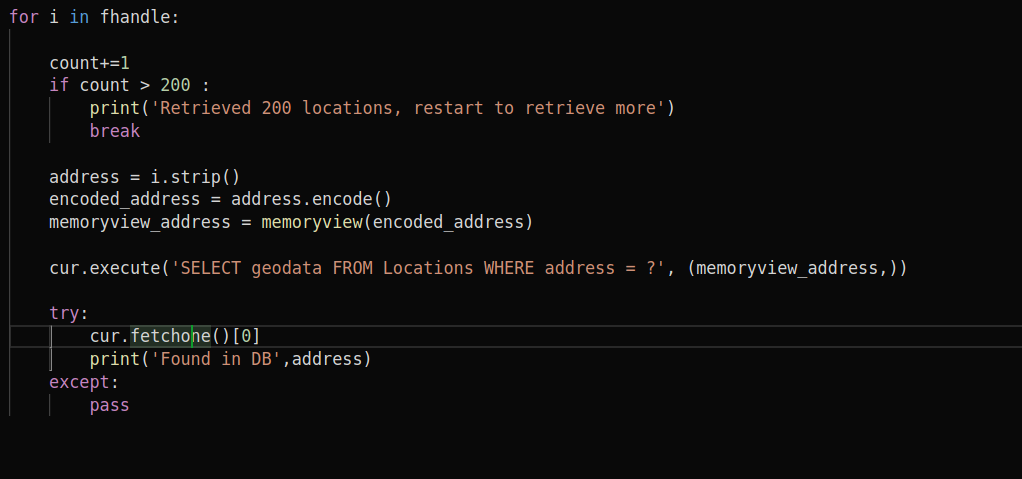 for i in fhandle:
count+=1
if count > 200 :
print('Retrieved 200 locations, restart to retrieve more')
break
address = i.strip()
encoded_address = address.encode()
memoryview_address = memoryview(encoded_address)
cur.execute('SELECT geodata FROM Locations WHERE address = ?', (memoryview_address,))
try:
cur.fetchone()[0]
print('Found in DB',address)
except:
pass